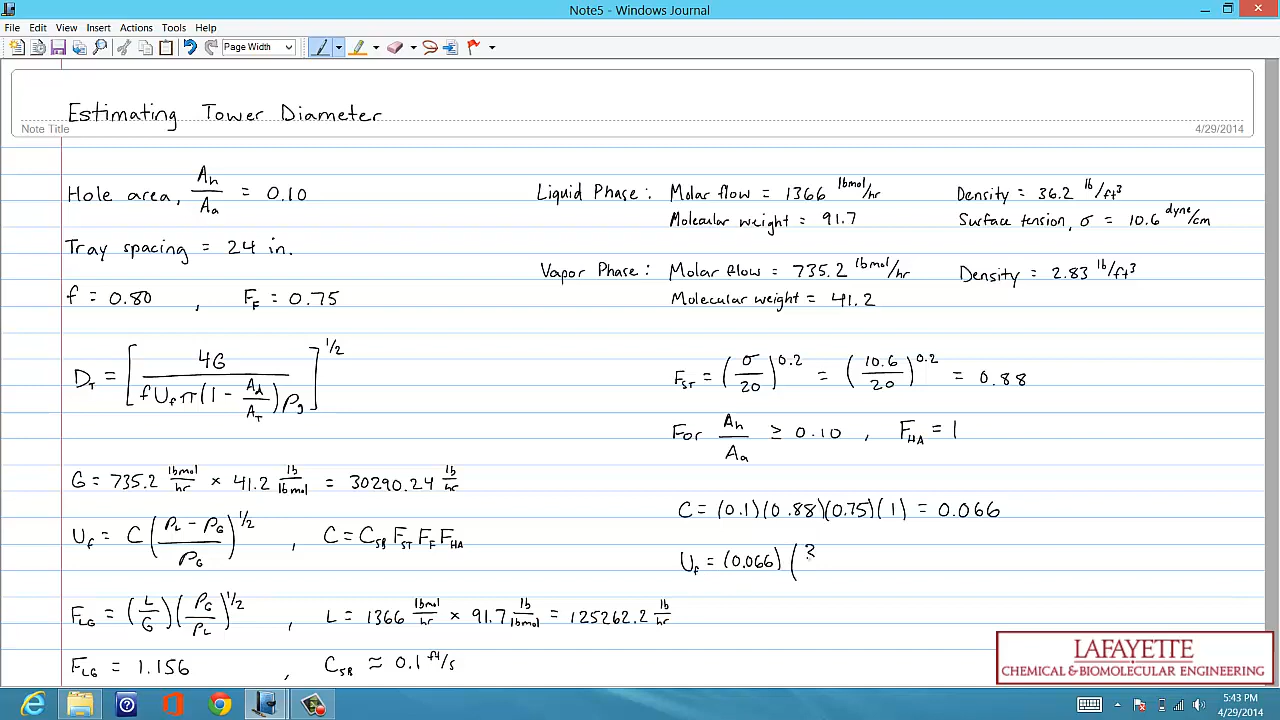 Note5 - Windows Journal
File Edit View Insert Actions Tools Help
Page Width
Estimating Tower Diameter
Note Title
4/29/2014
Hole area, Ah/Aa = 0.10
Tray spacing = 24 in.
f = 0.80 , FF = 0.75
Liquid Phase: Molar flow = 1366 lbmol/hr Density = 36.2 lb/ft³
Molecular weight = 91.7 Surface tension, σ = 10.6 dyne/cm
Vapor Phase: Molar flow = 735.2 lbmol/hr Density = 2.83 lb/ft³
Molecular weight = 41.2
DT = [4G / (f Uf π (1 - Ad/AT) ρg)]^1/2
G = 735.2 lbmol/hr × 41.2 lb/lbmol = 30290.24 lb/hr
Uf = C ((ρL - ρG)/ρG)^1/2 , C = CSB FST FF FHA
FLG = (L/G)(ρG/ρL)^1/2 , L = 1366 lbmol/hr × 91.7 lb/lbmol = 125262.2 lb/hr
FLG = 1.156 , CSB ≈ 0.1 ft/s
FST = (σ/20)^0.2 = (10.6/20)^0.2 = 0.88
For Ah/Aa ≥ 0.10 , FHA = 1
C = (0.1)(0.88)(0.75)(1) = 0.066
Uf = (0.066) (3
LAFAYETTE
CHEMICAL & BIOMOLECULAR ENGINEERING
5:43 PM
4/29/2014